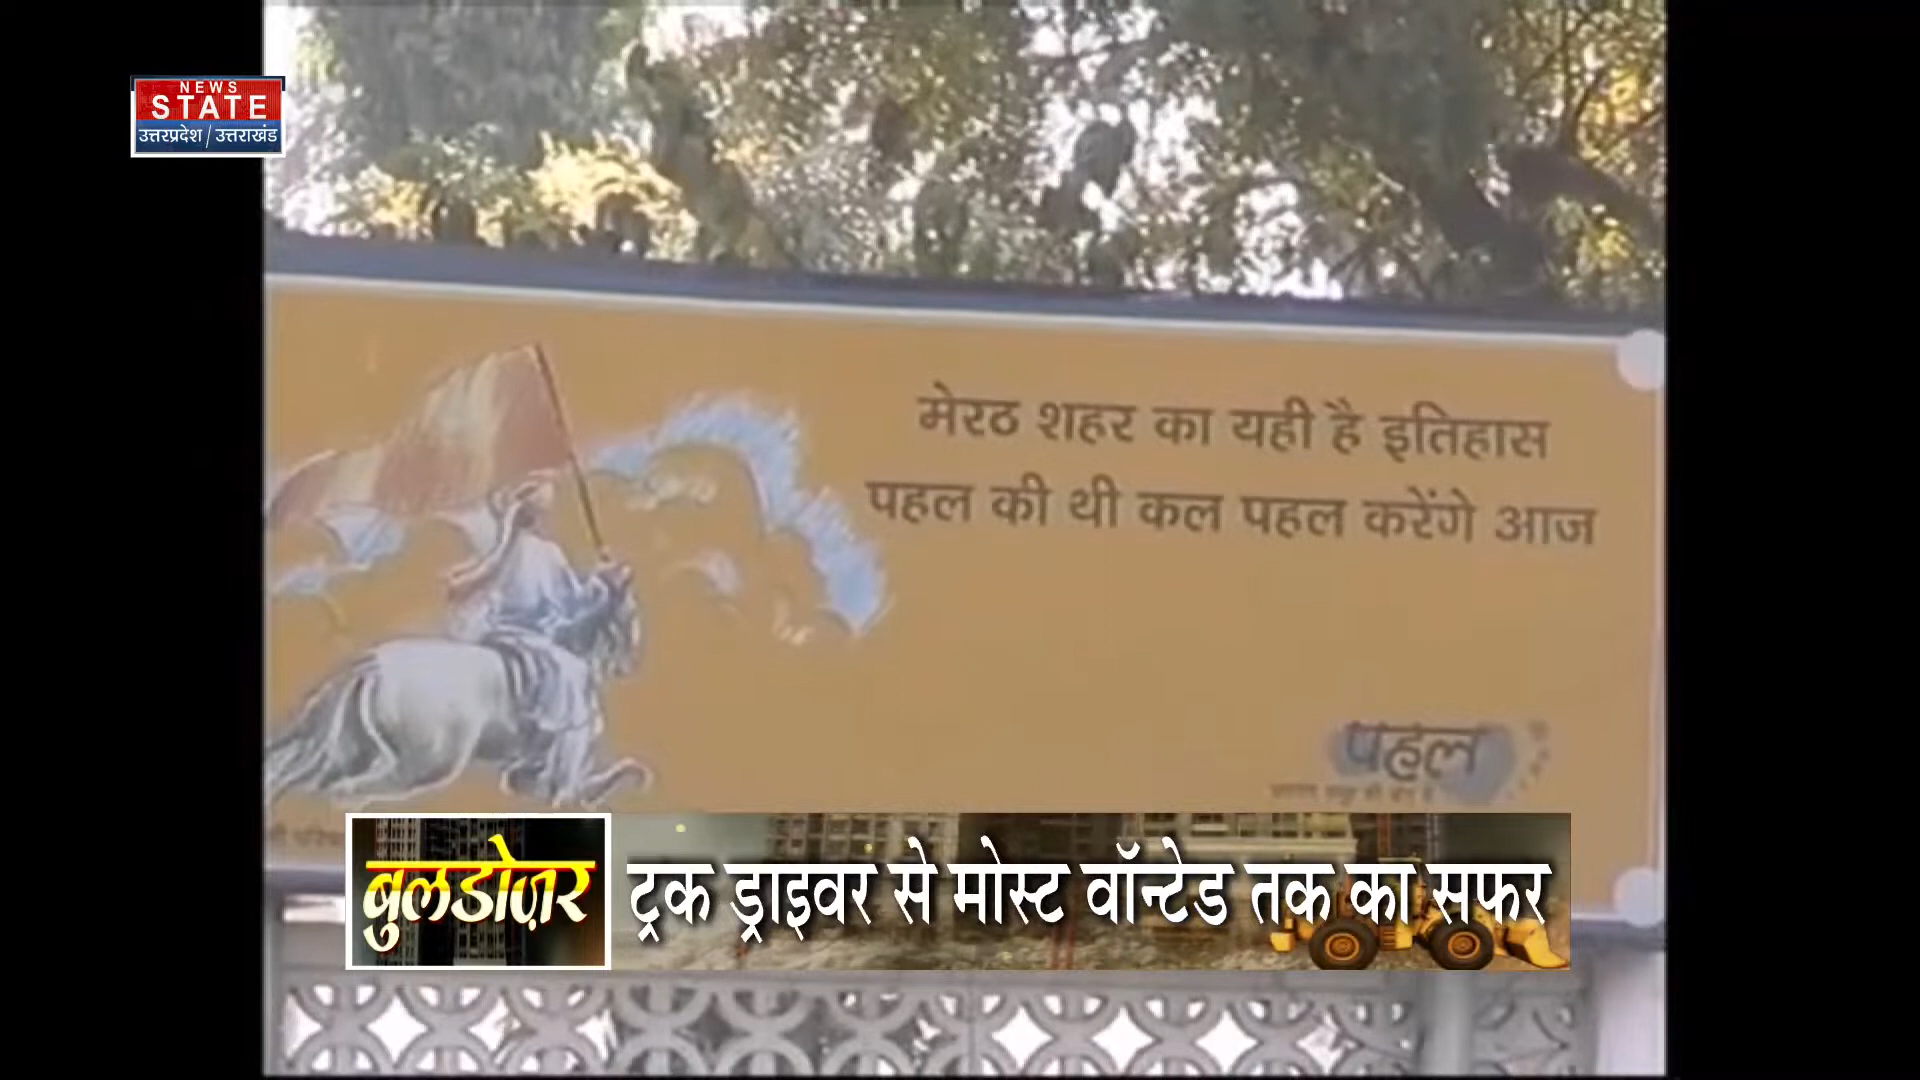 NEWS
STATE
उत्तरप्रदेश / उत्तराखंड
मेरठ शहर का यही है इतिहास
पहल की थी कल पहल करेंगे आज
पहल
बुलडोज़र
ट्रक ड्राइवर से मोस्ट वॉन्टेड तक का सफर